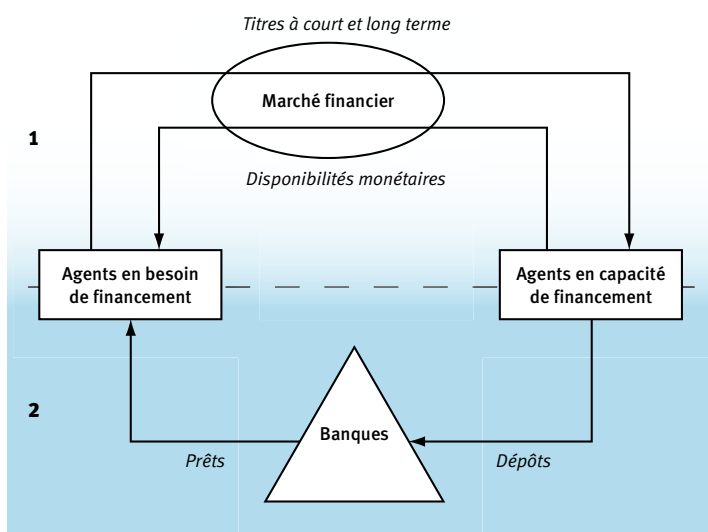 Titres à court et long terme
Marché financier
1
Disponibilités monétaires
Agents en besoin
de financement
Agents en capacité
de financement
2
Banques
Prêts
Dépôts